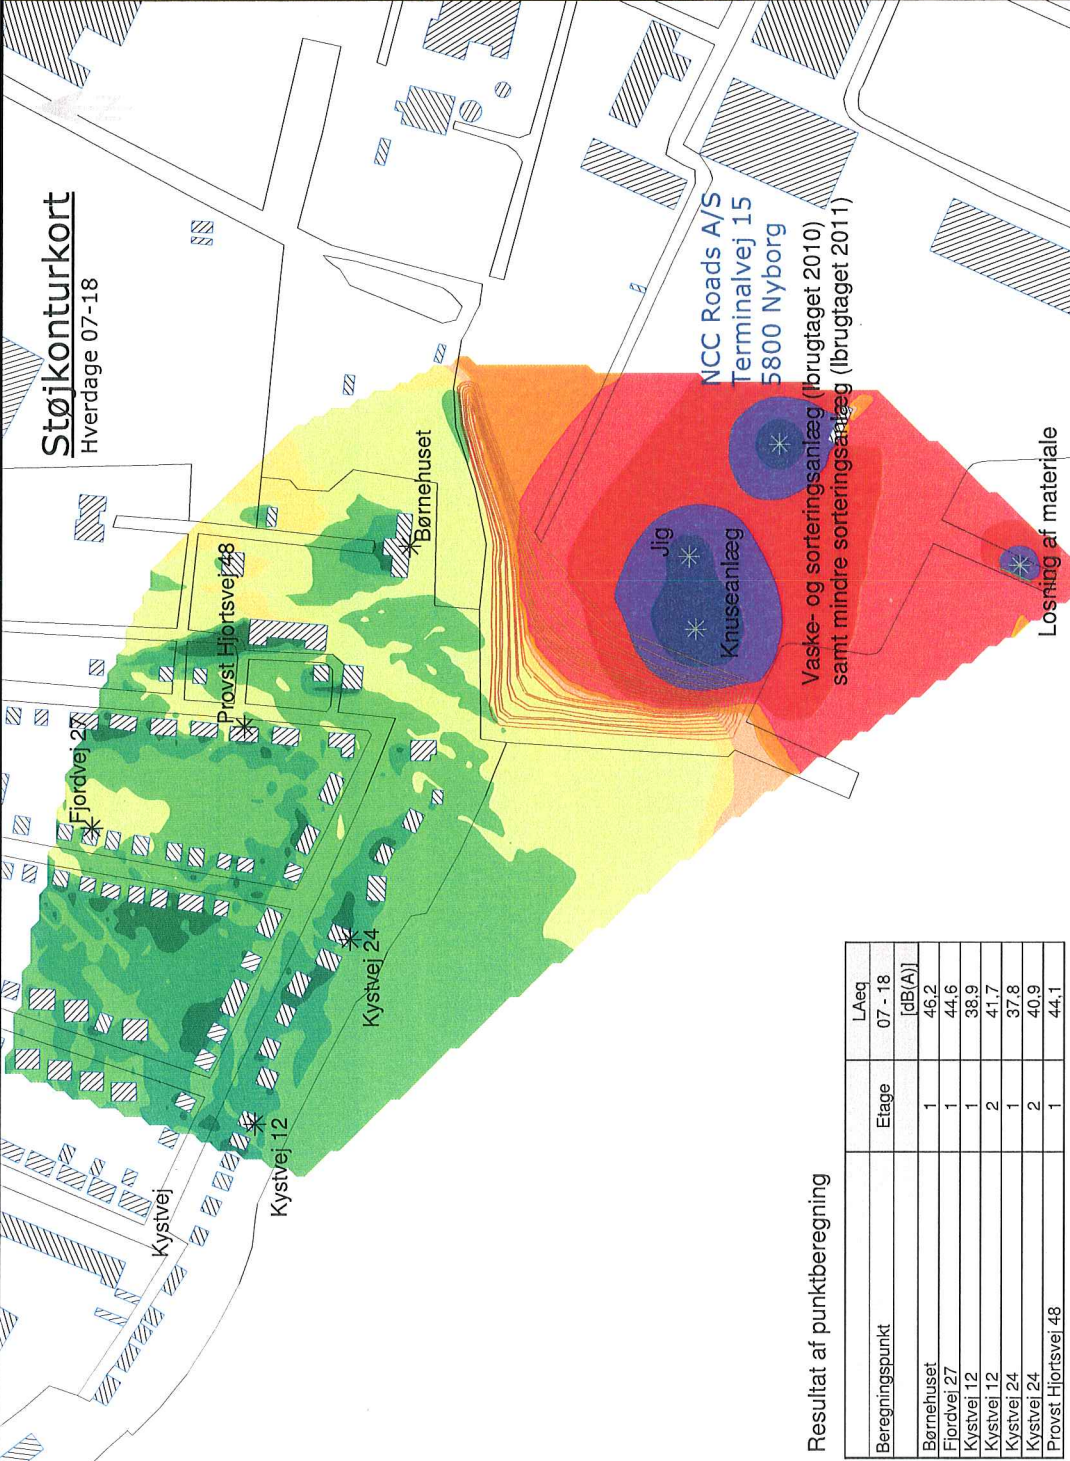 Støjkonturkort
Hverdage 07-18
NCC Roads A/S
Terminalvej 15
5800 Nyborg
Vaske- og sorteringsanlæg (Ibrugtaget 2010)
samt mindre sorteringsanlæg (Ibrugtaget 2011)
Losning af materiale
Jig
Knuseanlæg
Børnehuset
Provst Hjortsvej 48
Fjordvej 27
Kystvej 24
Kystvej 12
Kystvej
Resultat af punktberegning
LAeq
Beregningspunkt Etage 07 - 18
[dB(A)]
Børnehuset 1 46,2
Fjordvej 27 1 44,6
Kystvej 12 1 38,9
Kystvej 12 2 41,7
Kystvej 24 1 37,8
Kystvej 24 2 40,9
Provst Hjortsvej 48 1 44,1